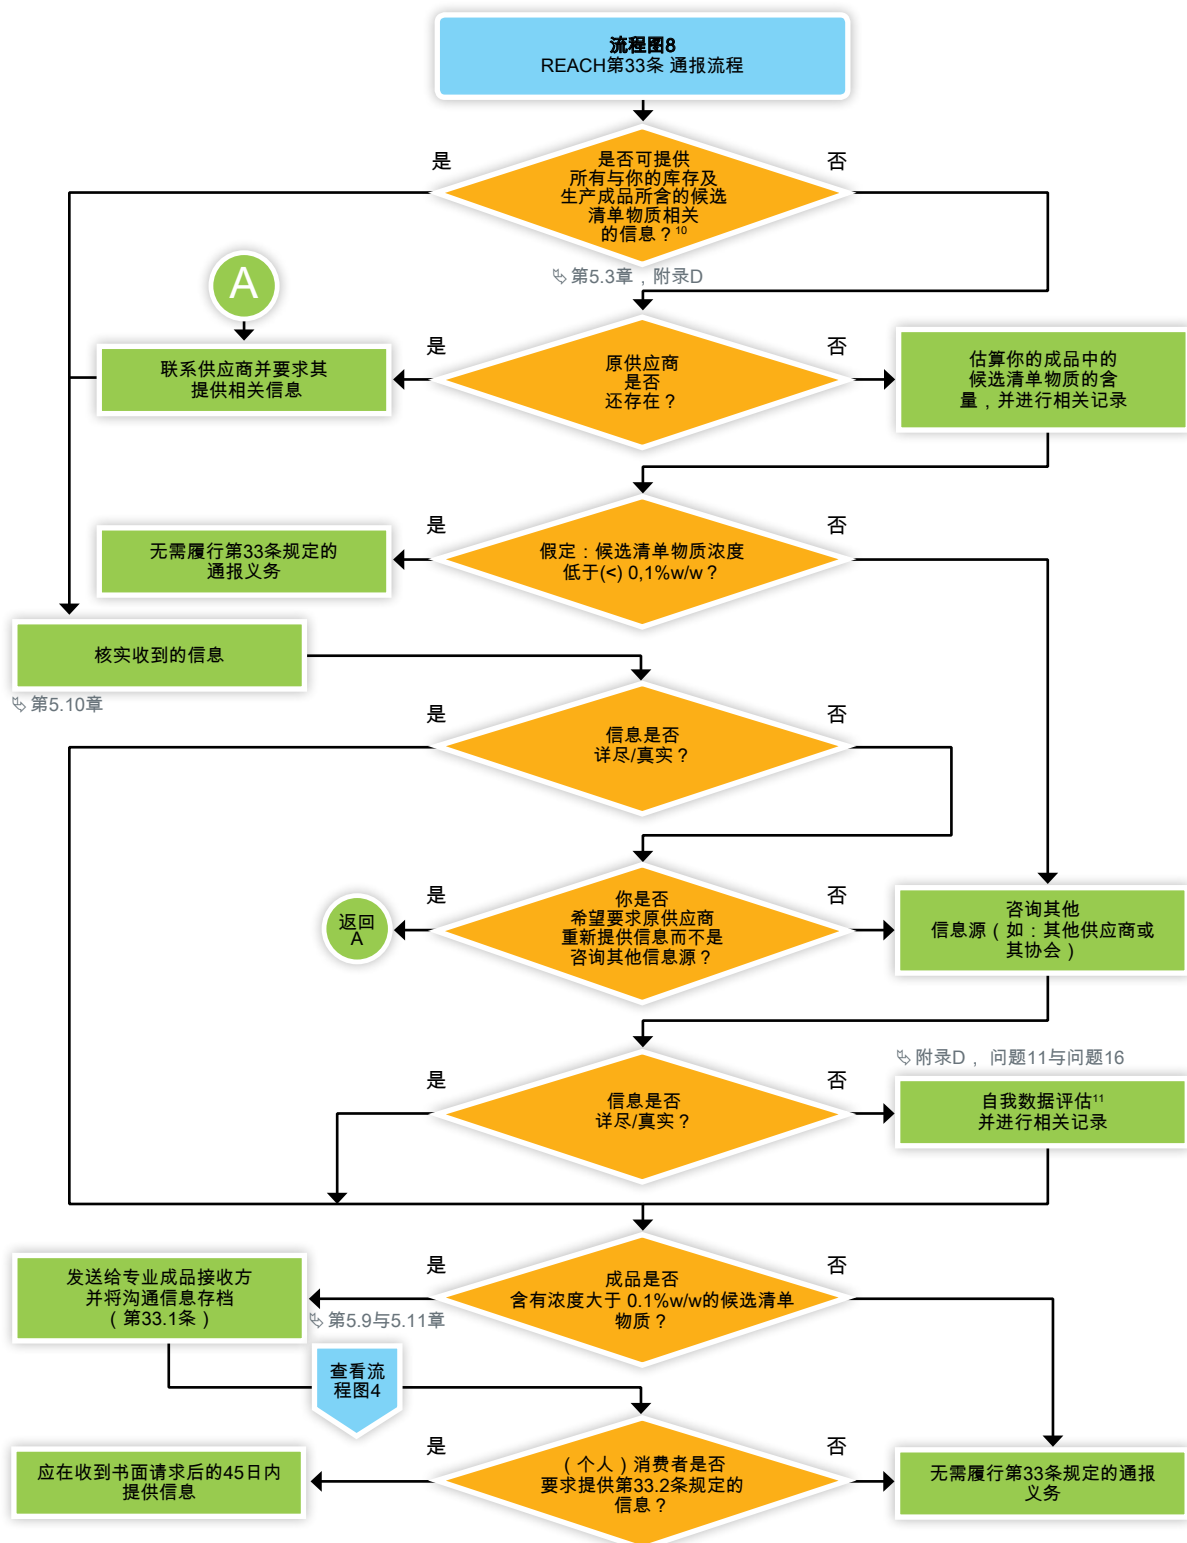 流程图8
REACH第33条 通报流程
是
否
是否可提供
所有与你的库存及
生产成品所含的候选
清单物质相关
的信息？¹⁰
第5.3章，附录D
A
联系供应商并要求其
提供相关信息
是
原供应商
是否
还存在？
否
估算你的成品中的
候选清单物质的含
量，并进行相关记录
无需履行第33条规定的
通报义务
是
假定：候选清单物质浓度
低于(<) 0,1%w/w？
否
核实收到的信息
第5.10章
是
信息是否
详尽/真实？
否
返回
A
是
你是否
希望要求原供应商
重新提供信息而不是
咨询其他信息源？
否
咨询其他
信息源（如：其他供应商或
其协会）
附录D， 问题11与问题16
是
信息是否
详尽/真实？
否
自我数据评估¹¹
并进行相关记录
发送给专业成品接收方
并将沟通信息存档
（第33.1条）
第5.9与5.11章
是
成品是否
含有浓度大于 0.1%w/w的候选清单
物质？
否
查看流
程图4
应在收到书面请求后的45日内
提供信息
是
（个人）消费者是否
要求提供第33.2条规定的
信息？
否
无需履行第33条规定的通报
义务